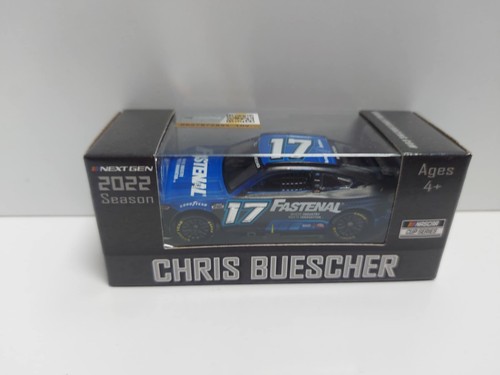 NEXT GEN
2022
Season
Ages
4+
17
FASTENAL
GOODYEAR
17 FASTENAL
NASCAR
CUP SERIES
CHRIS BUESCHER